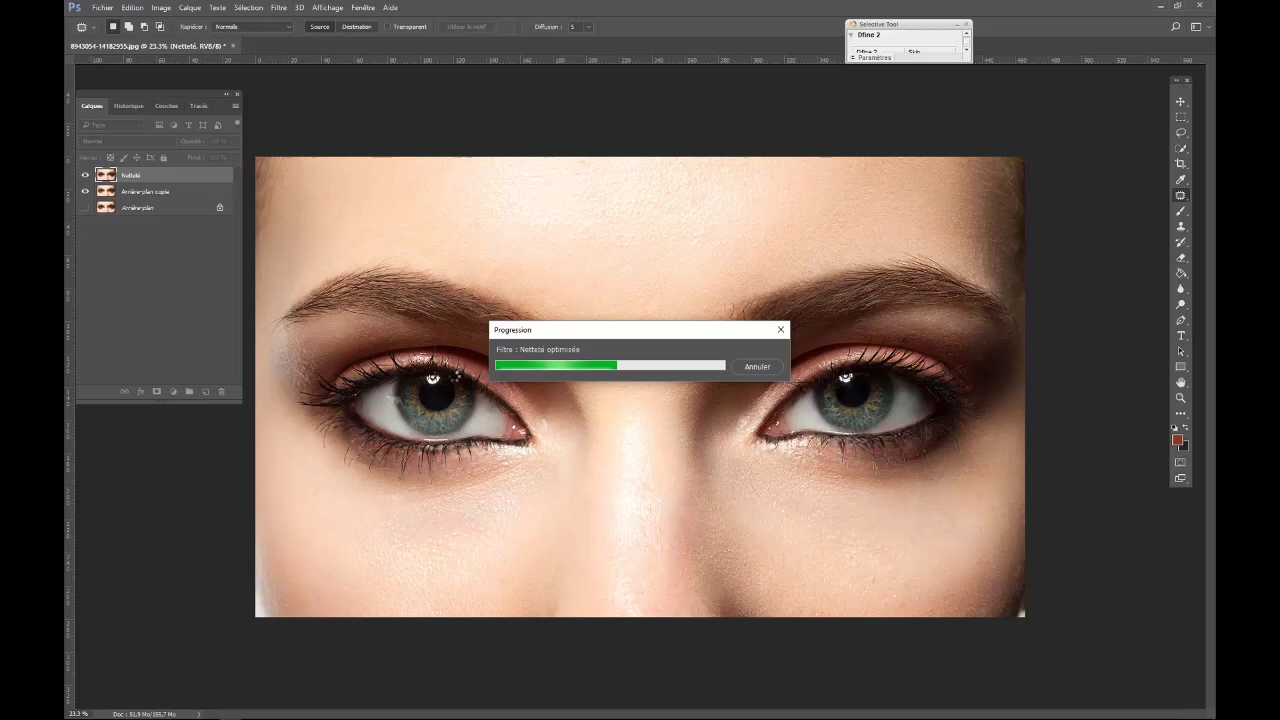 Ps Fichier Edition Image Calque Texte Sélection Filtre 3D Affichage Fenêtre Aide
Rapiécer : Normale Source Destination Transparent Utiliser le motif Diffusion : 5
Selective Tool
Dfine 2
Dfine 2 Skin
Paramètres
8943054-14182955.jpg @ 23.3% (Netteté, RVB/8) *
Calques Historique Couches Tracés
Type
Normal Opacité :
Fond :
Netteté
Arrière-plan copie
Arrière-plan
Progression
Filtre : Netteté optimisée
Annuler
23.3 % Doc : 51.9 Mo/155.7 Mo